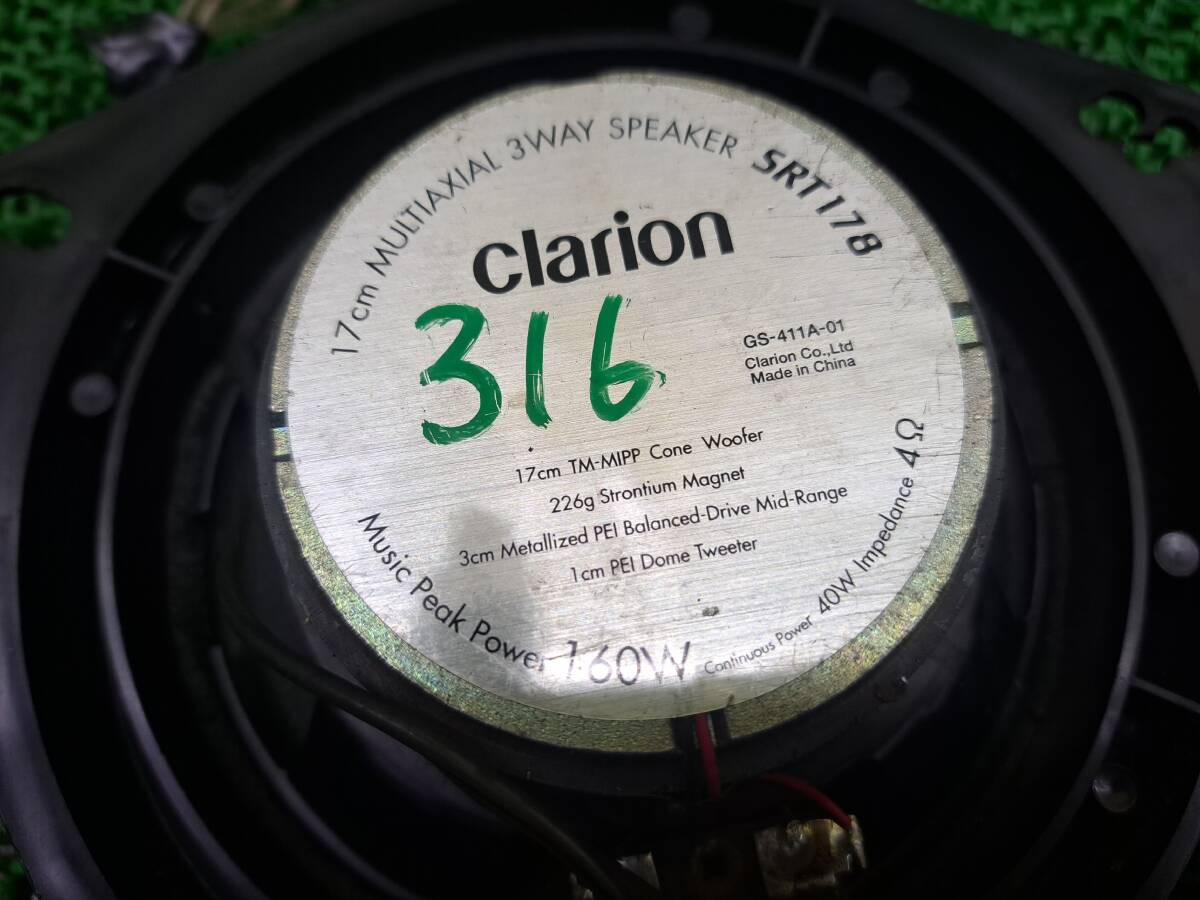 17cm MULTIAXIAL 3WAY SPEAKER SRT178
clarion
316
GS-411A-01
Clarion Co.,Ltd
Made in China
17cm TM-MIPP Cone Woofer
226g Strontium Magnet
3cm Metallized PEI Balanced-Drive Mid-Range
1cm PEI Dome Tweeter
Music Peak Power 160W Continuous Power 40W Impedance 4Ω